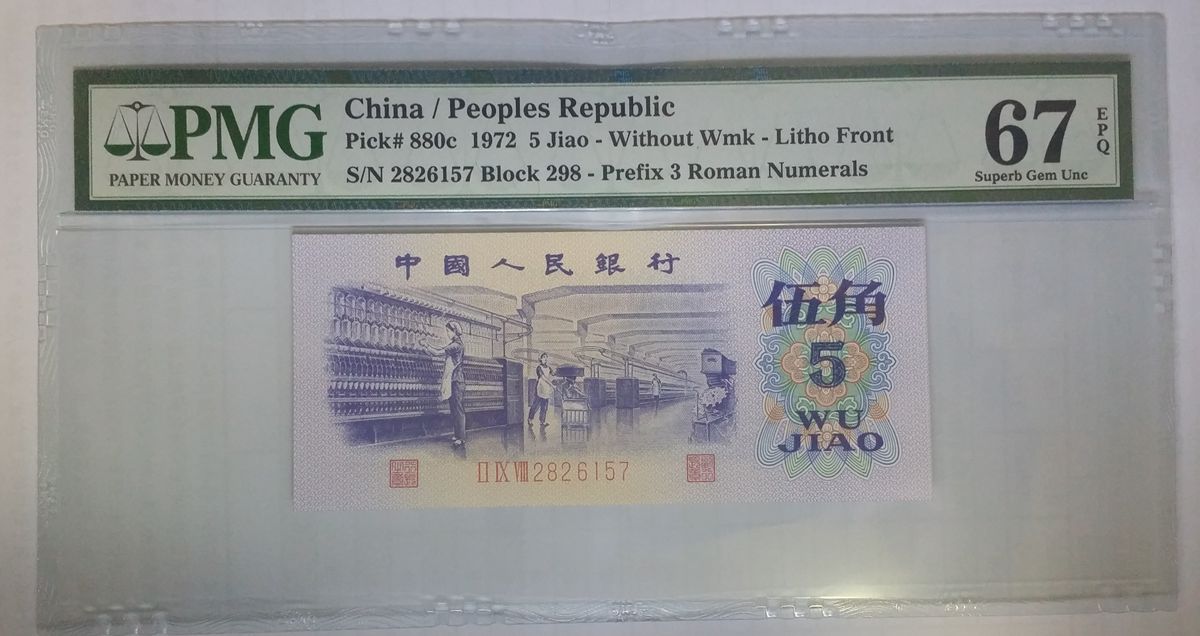 PMG
PAPER MONEY GUARANTY
China / Peoples Republic
Pick# 880c 1972 5 Jiao - Without Wmk - Litho Front
S/N 2826157 Block 298 - Prefix 3 Roman Numerals
67
EPQ
Superb Gem Unc
中國人民銀行
伍角
5
WU
JIAO
II IX VIII 2826157